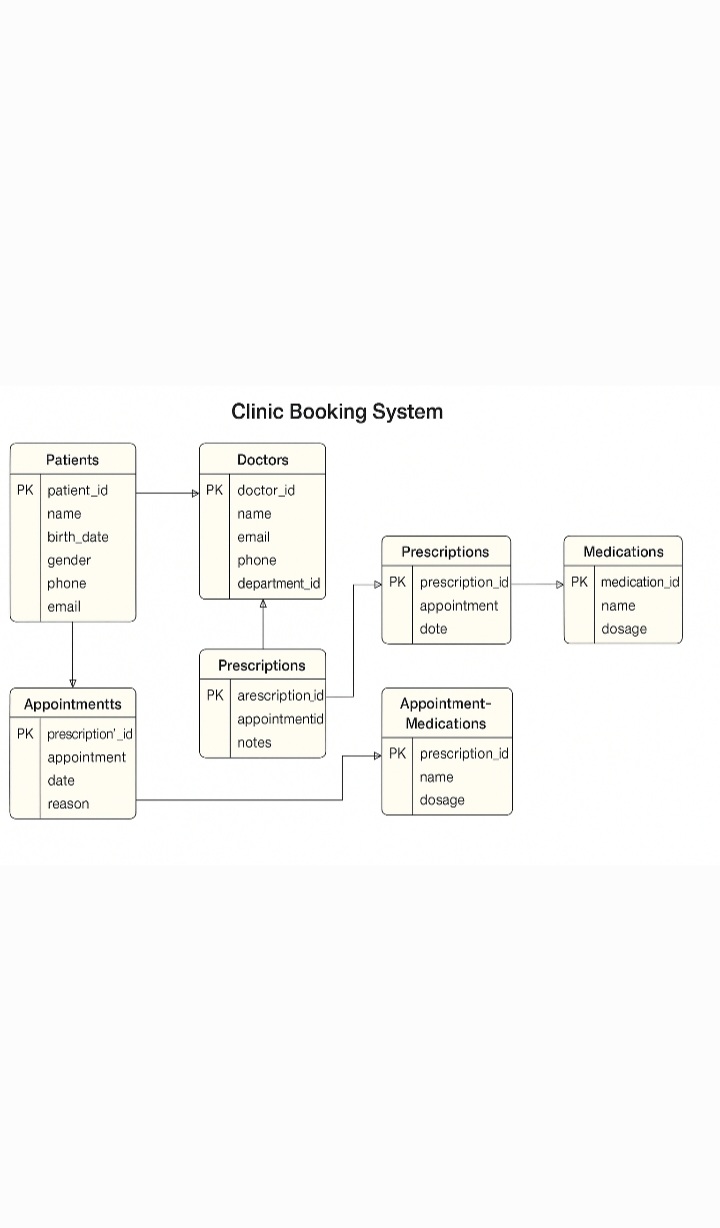 Clinic Booking System
Patients
PK patient_id
name
birth_date
gender
phone
email
Doctors
PK doctor_id
name
email
phone
department_id
Prescriptions
PK prescription_id
appointment
dote
Medications
PK medication_id
name
dosage
Prescriptions
PK arescription_id
appointmentid
notes
Appointmentts
PK prescription'_id
appointment
date
reason
Appointment-
Medications
PK prescription_id
name
dosage